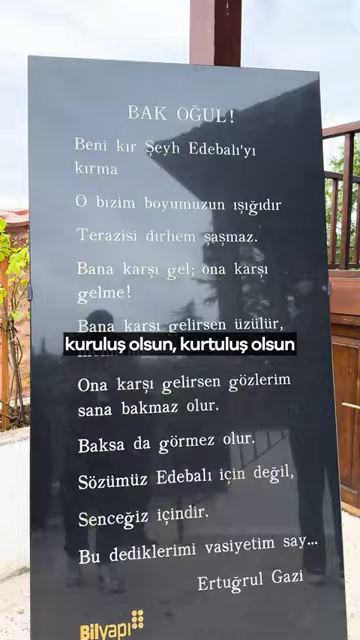 BAK OĞUL!
Beni kır Şeyh Edebalı'yı
kırma
O bizim boyumuzun ışığıdır
Terazisi dirhem şaşmaz.
Bana karşı gel; ona karşı
gelme!
Bana karşı gelirsen üzülür,
kuruluş olsun, kurtuluş olsun
Ona karşı gelirsen gözlerim
sana bakmaz olur.
Baksa da görmez olur.
Sözümüz Edebalı için değil,
Senceğiz içindir.
Bu dediklerimi vasiyetim say...
Ertuğrul Gazi
Bilyapı